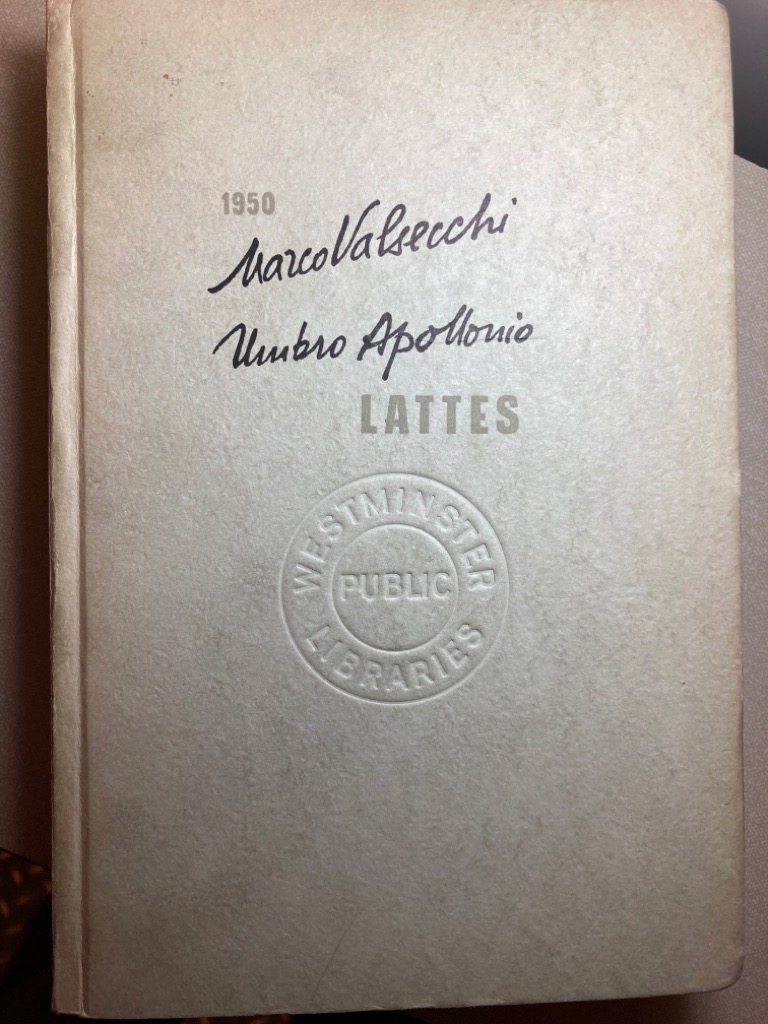 1950
Marco Valsecchi
Umbro Apollonio
LATTES
WESTMINSTER
PUBLIC
LIBRARIES